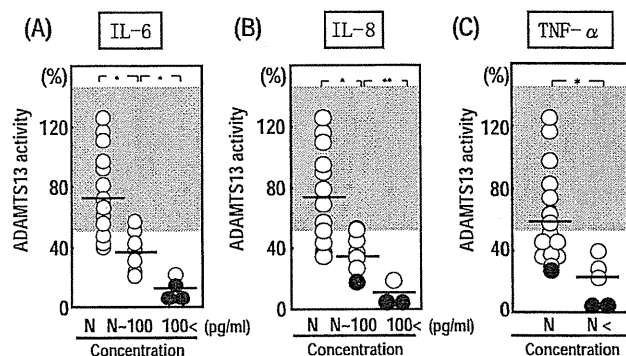 (A) IL-6
(%)
* *
ADAMTS13 activity
120
80
40
0
N N~100 100< (pg/ml)
Concentration
(B) IL-8
(%)
* **
ADAMTS13 activity
120
80
40
0
N N~100 100< (pg/ml)
Concentration
(C) TNF-α
(%)
*
ADAMTS13 activity
120
80
40
0
N N <
Concentration